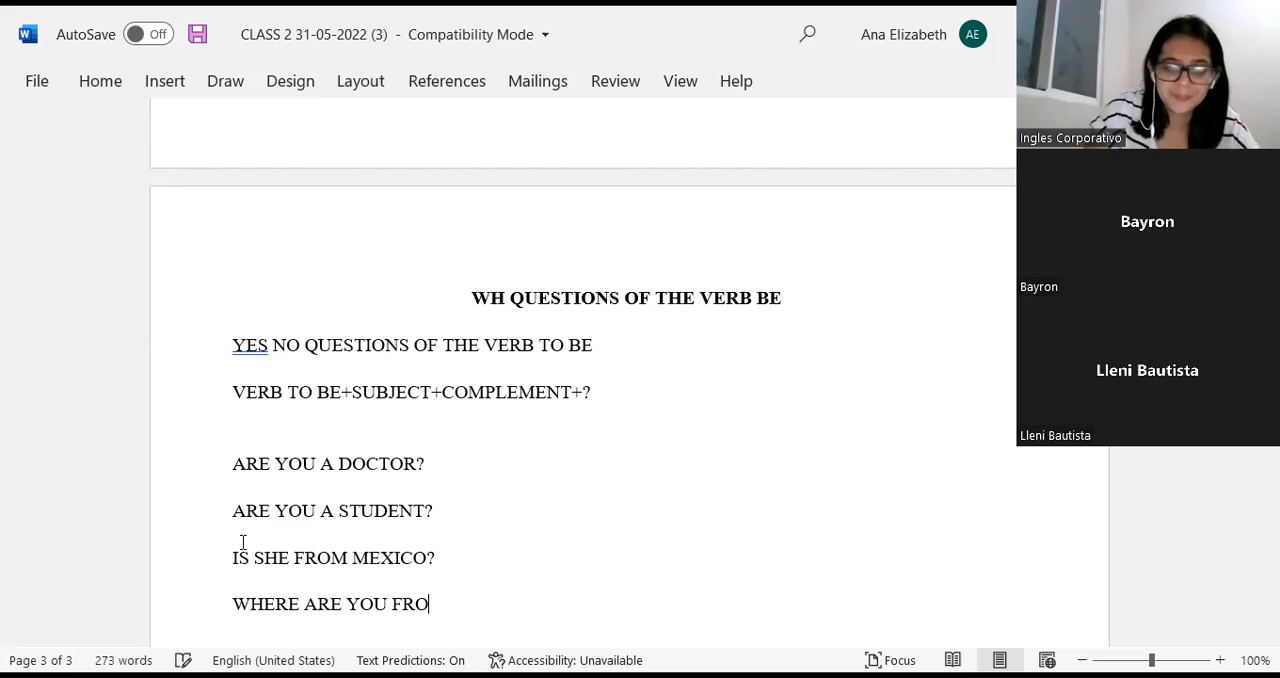 AutoSave Off CLASS 2 31-05-2022 (3) - Compatibility Mode Ana Elizabeth AE
File Home Insert Draw Design Layout References Mailings Review View Help
Ingles Corporativo
Bayron
Bayron
Lleni Bautista
Lleni Bautista
WH QUESTIONS OF THE VERB BE
YES NO QUESTIONS OF THE VERB TO BE
VERB TO BE+SUBJECT+COMPLEMENT+?
ARE YOU A DOCTOR?
ARE YOU A STUDENT?
IS SHE FROM MEXICO?
WHERE ARE YOU FRO
Page 3 of 3 273 words English (United States) Text Predictions: On Accessibility: Unavailable Focus 100%